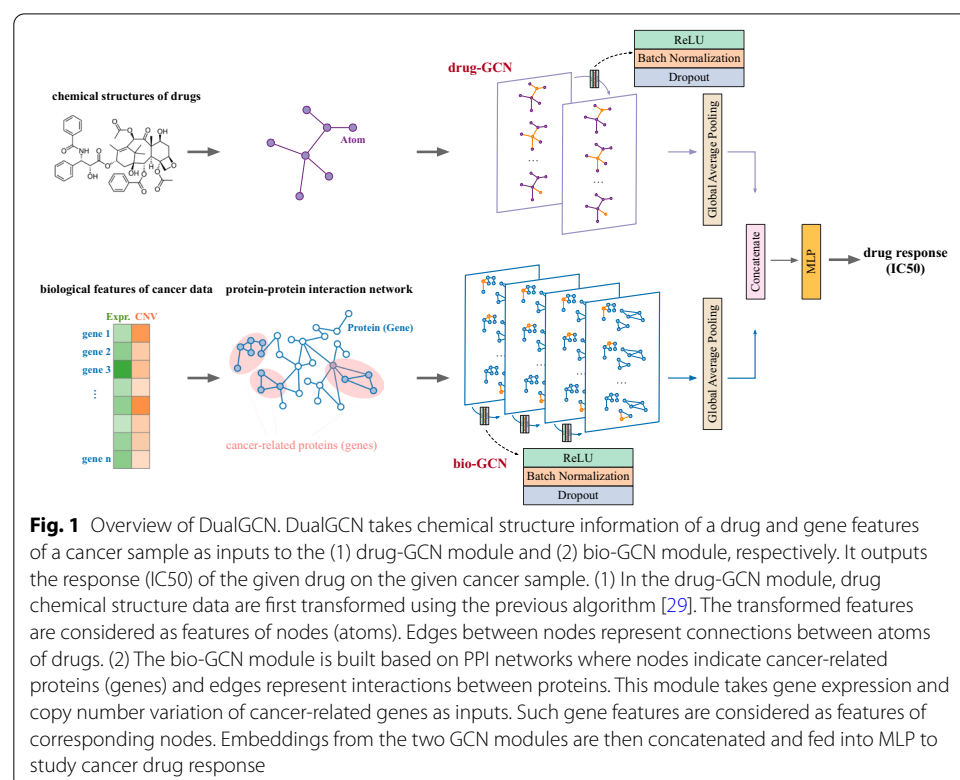 ReLU
Batch Normalization
Dropout
drug-GCN
chemical structures of drugs
Atom
...
...
Global Average Pooling
Concatenate
MLP
drug response
(IC50)
biological features of cancer data
protein-protein interaction network
Expr. CNV
gene 1
gene 2
gene 3
⋮
gene n
Protein (Gene)
cancer-related proteins (genes)
...
...
Global Average Pooling
bio-GCN
ReLU
Batch Normalization
Dropout
Fig. 1 Overview of DualGCN. DualGCN takes chemical structure information of a drug and gene features
of a cancer sample as inputs to the (1) drug-GCN module and (2) bio-GCN module, respectively. It outputs
the response (IC50) of the given drug on the given cancer sample. (1) In the drug-GCN module, drug
chemical structure data are first transformed using the previous algorithm [29]. The transformed features
are considered as features of nodes (atoms). Edges between nodes represent connections between atoms
of drugs. (2) The bio-GCN module is built based on PPI networks where nodes indicate cancer-related
proteins (genes) and edges represent interactions between proteins. This module takes gene expression and
copy number variation of cancer-related genes as inputs. Such gene features are considered as features of
corresponding nodes. Embeddings from the two GCN modules are then concatenated and fed into MLP to
study cancer drug response